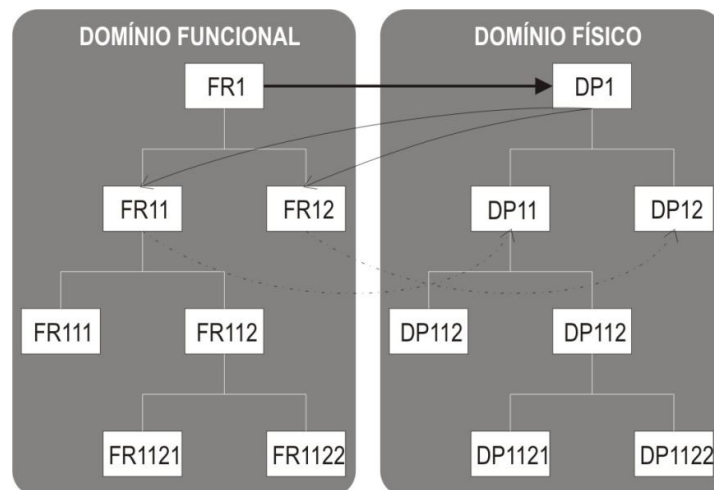 DOMÍNIO FUNCIONAL
DOMÍNIO FÍSICO
FR1
DP1
FR11
FR12
DP11
DP12
FR111
FR112
DP112
DP112
FR1121
FR1122
DP1121
DP1122